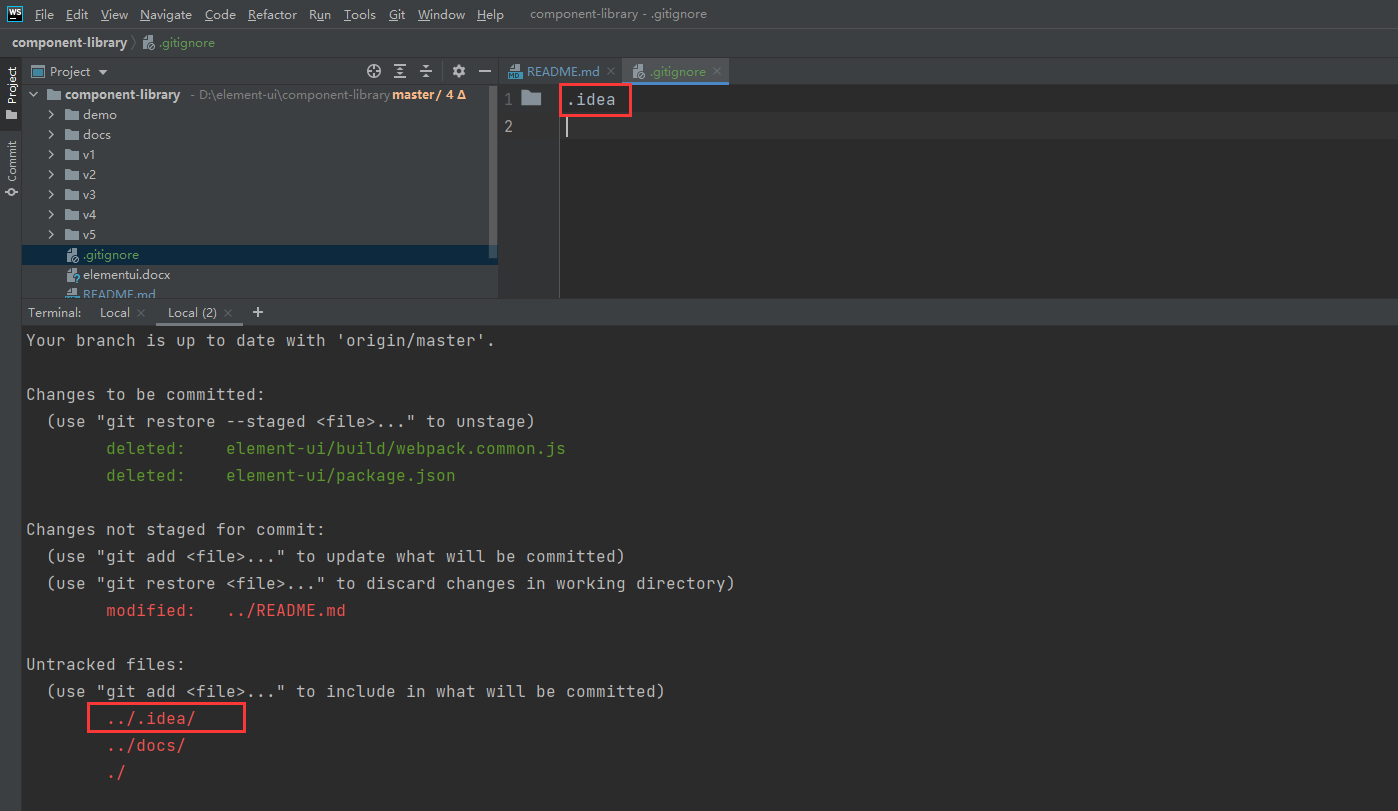 WS File Edit View Navigate Code Refactor Run Tools Git Window Help component-library - .gitignore
component-library .gitignore
Project
Commit
Project
component-library - D:\element-ui\component-library master/ 4 Δ
demo
docs
v1
v2
v3
v4
v5
.gitignore
elementui.docx
README.md
README.md .gitignore
1 .idea
2
Terminal: Local Local (2) +
Your branch is up to date with 'origin/master'.
Changes to be committed:
(use "git restore --staged <file>..." to unstage)
deleted: element-ui/build/webpack.common.js
deleted: element-ui/package.json
Changes not staged for commit:
(use "git add <file>..." to update what will be committed)
(use "git restore <file>..." to discard changes in working directory)
modified: ../README.md
Untracked files:
(use "git add <file>..." to include in what will be committed)
../.idea/
../docs/
./